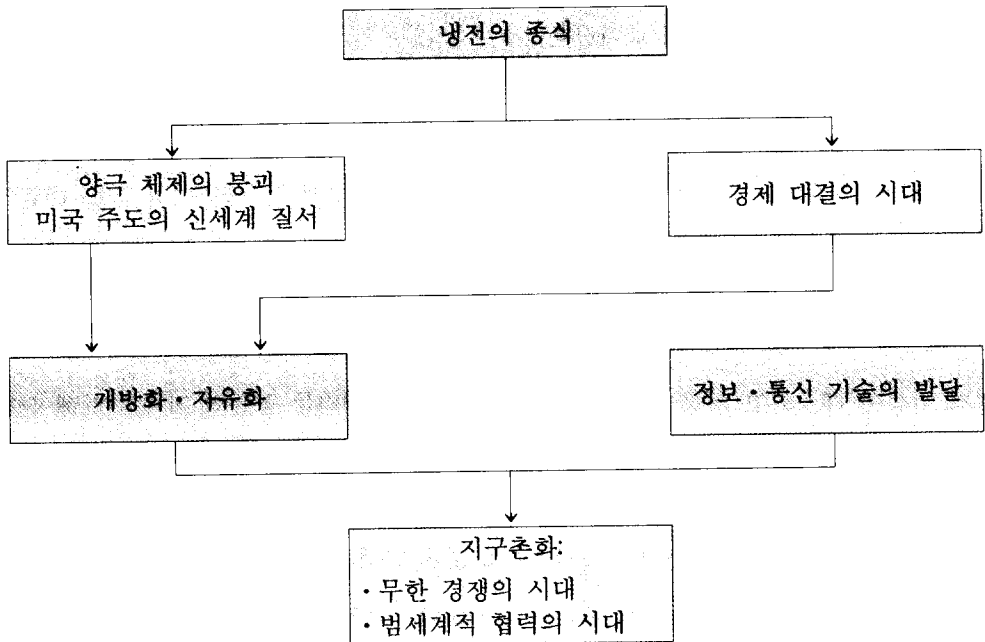 냉전의 종식
양극 체제의 붕괴
미국 주도의 신세계 질서
경제 대결의 시대
개방화·자유화
정보·통신 기술의 발달
지구촌화:
·무한 경쟁의 시대
·범세계적 협력의 시대